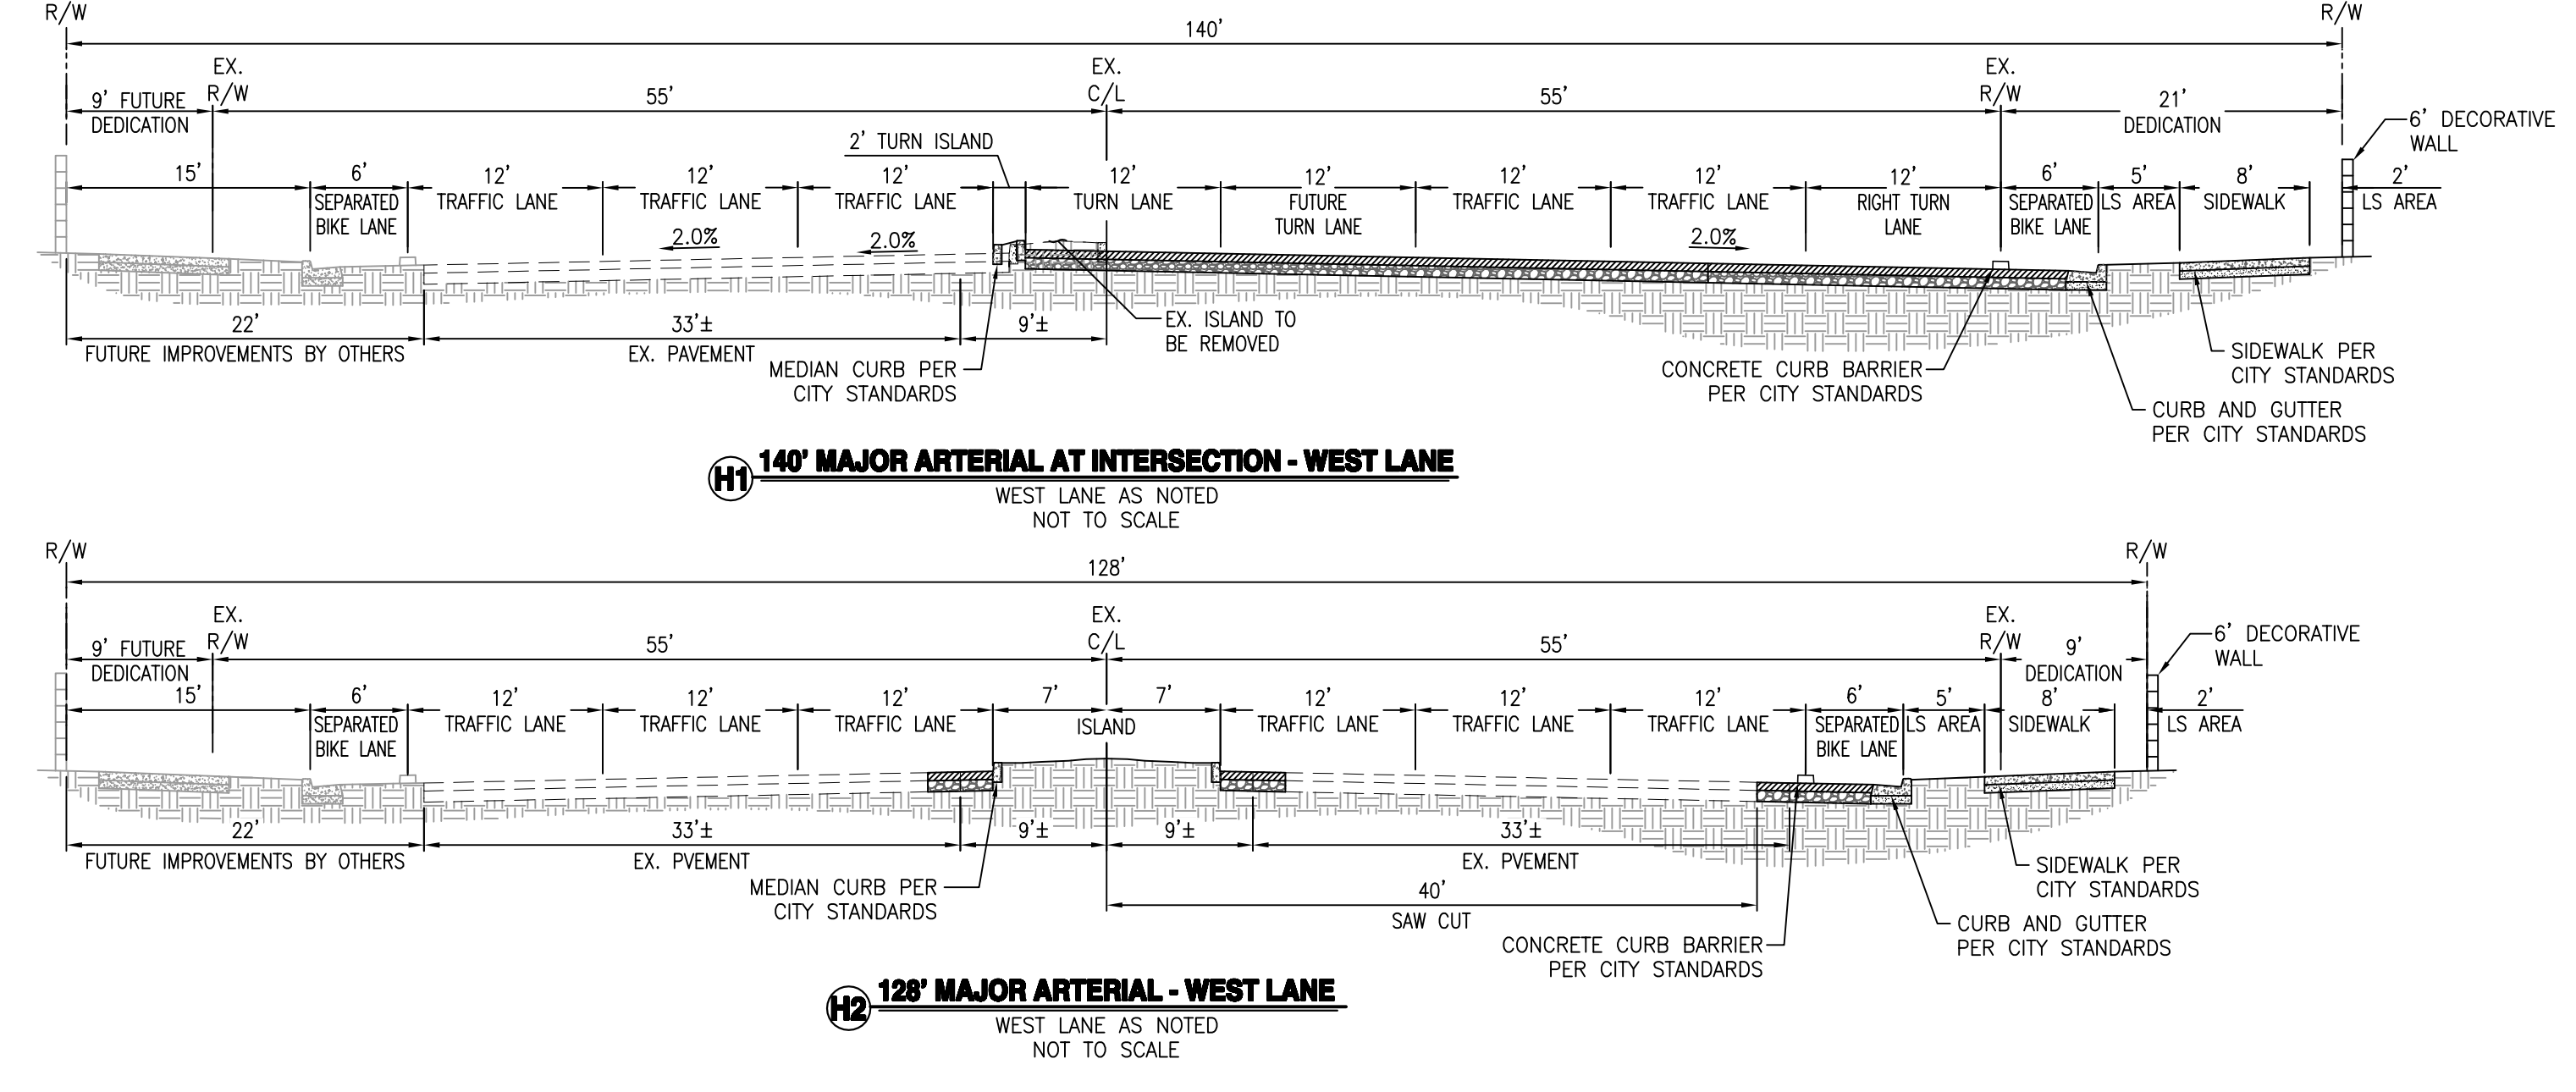 R/W
R/W
140'
EX.
R/W
EX.
C/L
EX.
R/W
9' FUTURE
DEDICATION
55'
55'
21'
DEDICATION
2' TURN ISLAND
6' DECORATIVE
WALL
15'
6'
SEPARATED
BIKE LANE
12'
TRAFFIC LANE
12'
TRAFFIC LANE
12'
TRAFFIC LANE
12'
TURN LANE
12'
FUTURE
TURN LANE
12'
TRAFFIC LANE
12'
TRAFFIC LANE
12'
RIGHT TURN
LANE
6'
SEPARATED
BIKE LANE
5'
LS AREA
8'
SIDEWALK
2'
LS AREA
2.0%
2.0%
2.0%
22'
FUTURE IMPROVEMENTS BY OTHERS
33'±
EX. PAVEMENT
9'±
EX. ISLAND TO
BE REMOVED
MEDIAN CURB PER
CITY STANDARDS
CONCRETE CURB BARRIER
PER CITY STANDARDS
SIDEWALK PER
CITY STANDARDS
CURB AND GUTTER
PER CITY STANDARDS
H1 140' MAJOR ARTERIAL AT INTERSECTION - WEST LANE
WEST LANE AS NOTED
NOT TO SCALE
R/W
R/W
128'
EX.
R/W
EX.
C/L
EX.
R/W
9' FUTURE
DEDICATION
55'
55'
9'
DEDICATION
6' DECORATIVE
WALL
15'
6'
SEPARATED
BIKE LANE
12'
TRAFFIC LANE
12'
TRAFFIC LANE
12'
TRAFFIC LANE
7'
7'
ISLAND
12'
TRAFFIC LANE
12'
TRAFFIC LANE
12'
TRAFFIC LANE
6'
SEPARATED
BIKE LANE
5'
LS AREA
8'
SIDEWALK
2'
LS AREA
22'
FUTURE IMPROVEMENTS BY OTHERS
33'±
EX. PVEMENT
9'±
9'±
33'±
EX. PVEMENT
MEDIAN CURB PER
CITY STANDARDS
40'
SAW CUT
CONCRETE CURB BARRIER
PER CITY STANDARDS
SIDEWALK PER
CITY STANDARDS
CURB AND GUTTER
PER CITY STANDARDS
H2 128' MAJOR ARTERIAL - WEST LANE
WEST LANE AS NOTED
NOT TO SCALE